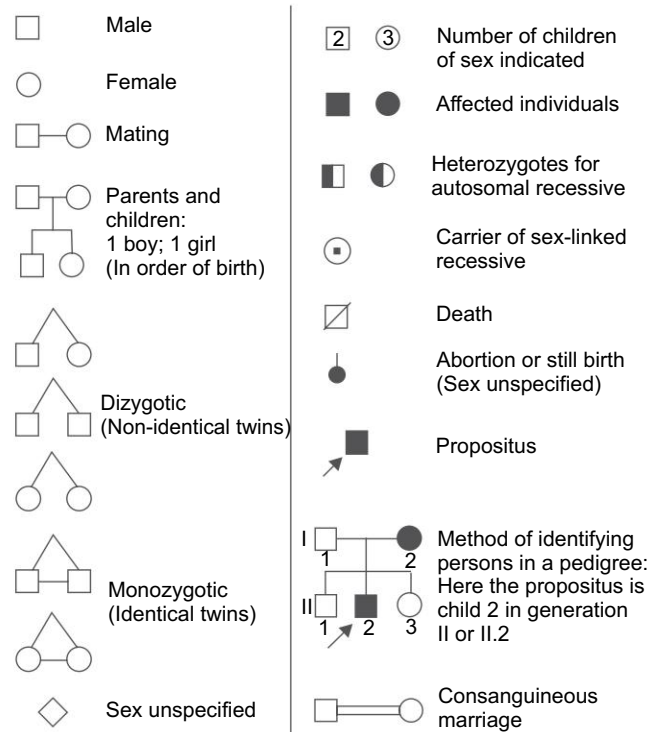 Male
Female
Mating
Parents and
children:
1 boy; 1 girl
(In order of birth)
Dizygotic
(Non-identical twins)
Monozygotic
(Identical twins)
Sex unspecified
2 3 Number of children
of sex indicated
Affected individuals
Heterozygotes for
autosomal recessive
Carrier of sex-linked
recessive
Death
Abortion or still birth
(Sex unspecified)
Propositus
I
1 2
II
1 2 3
Method of identifying
persons in a pedigree:
Here the propositus is
child 2 in generation
II or II.2
Consanguineous
marriage